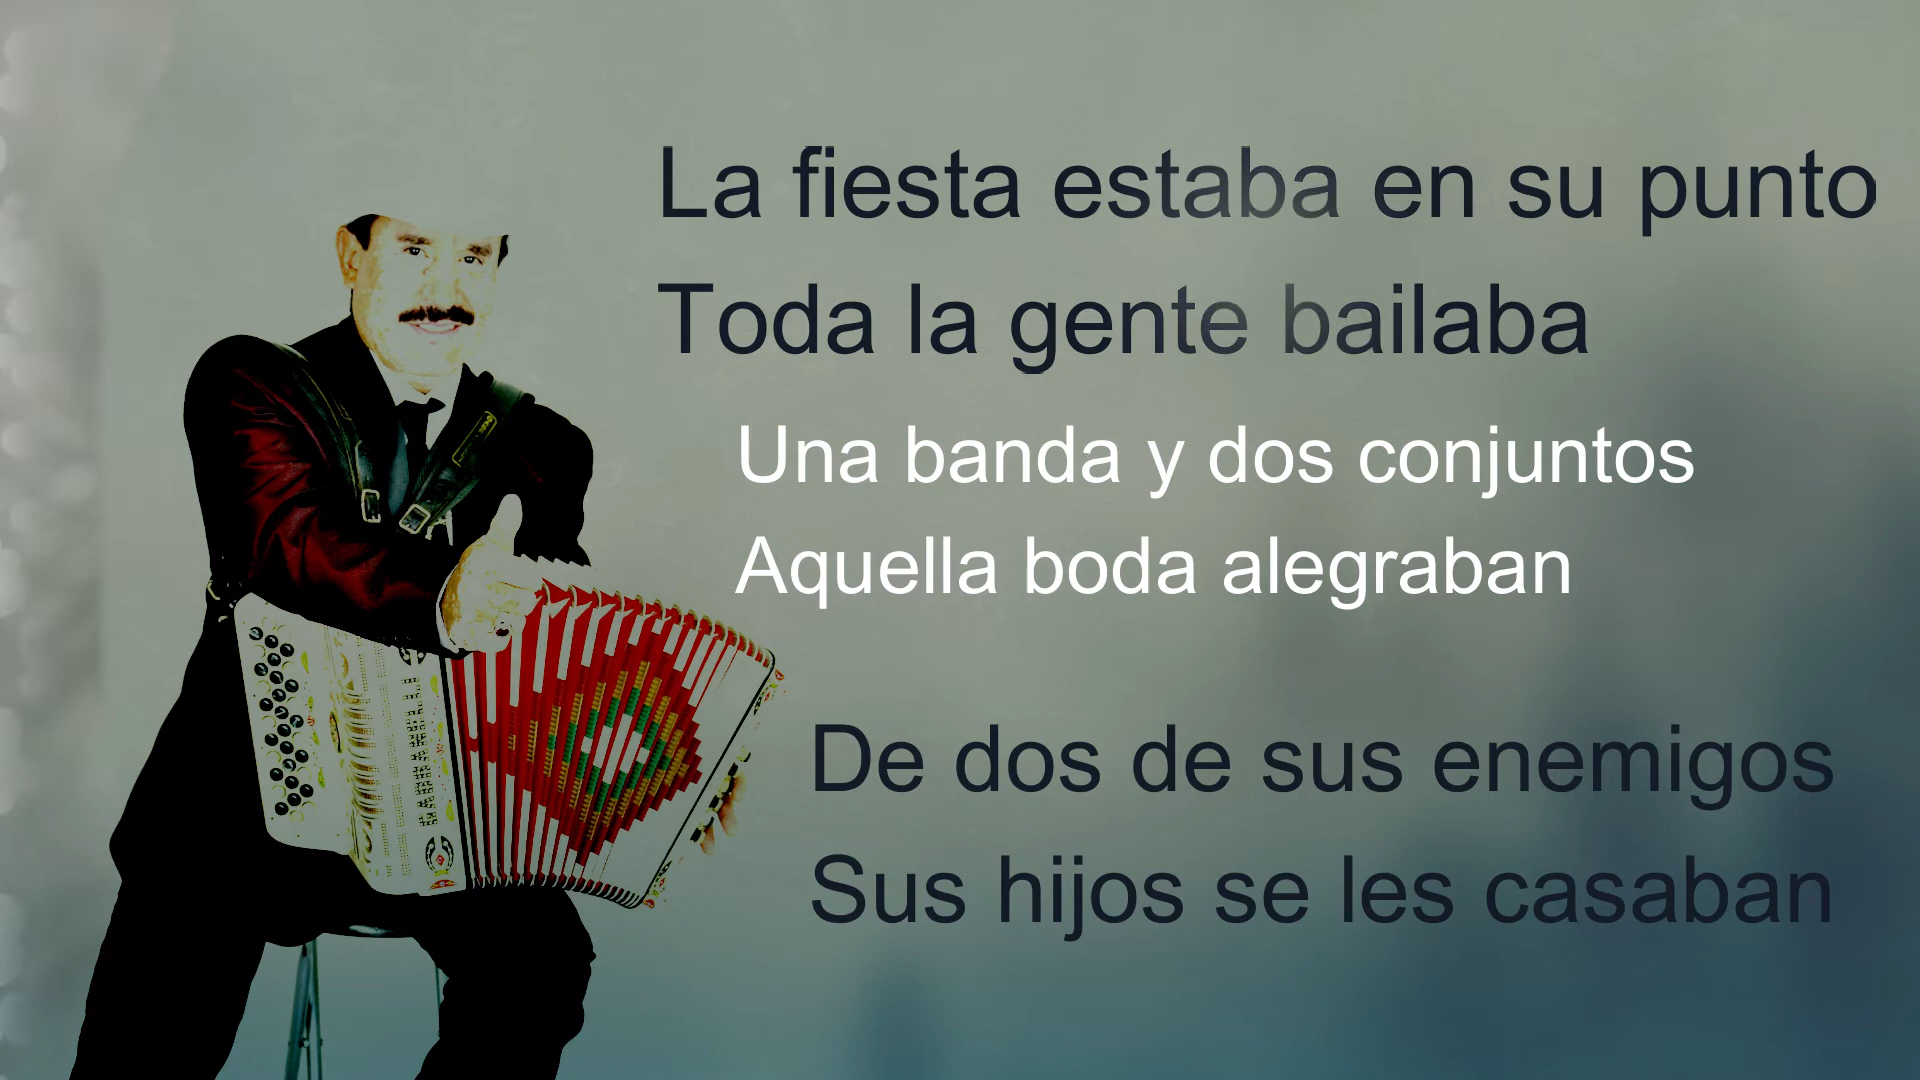 La fiesta estaba en su punto
Toda la gente bailaba
Una banda y dos conjuntos
Aquella boda alegraban
De dos de sus enemigos
Sus hijos se les casaban